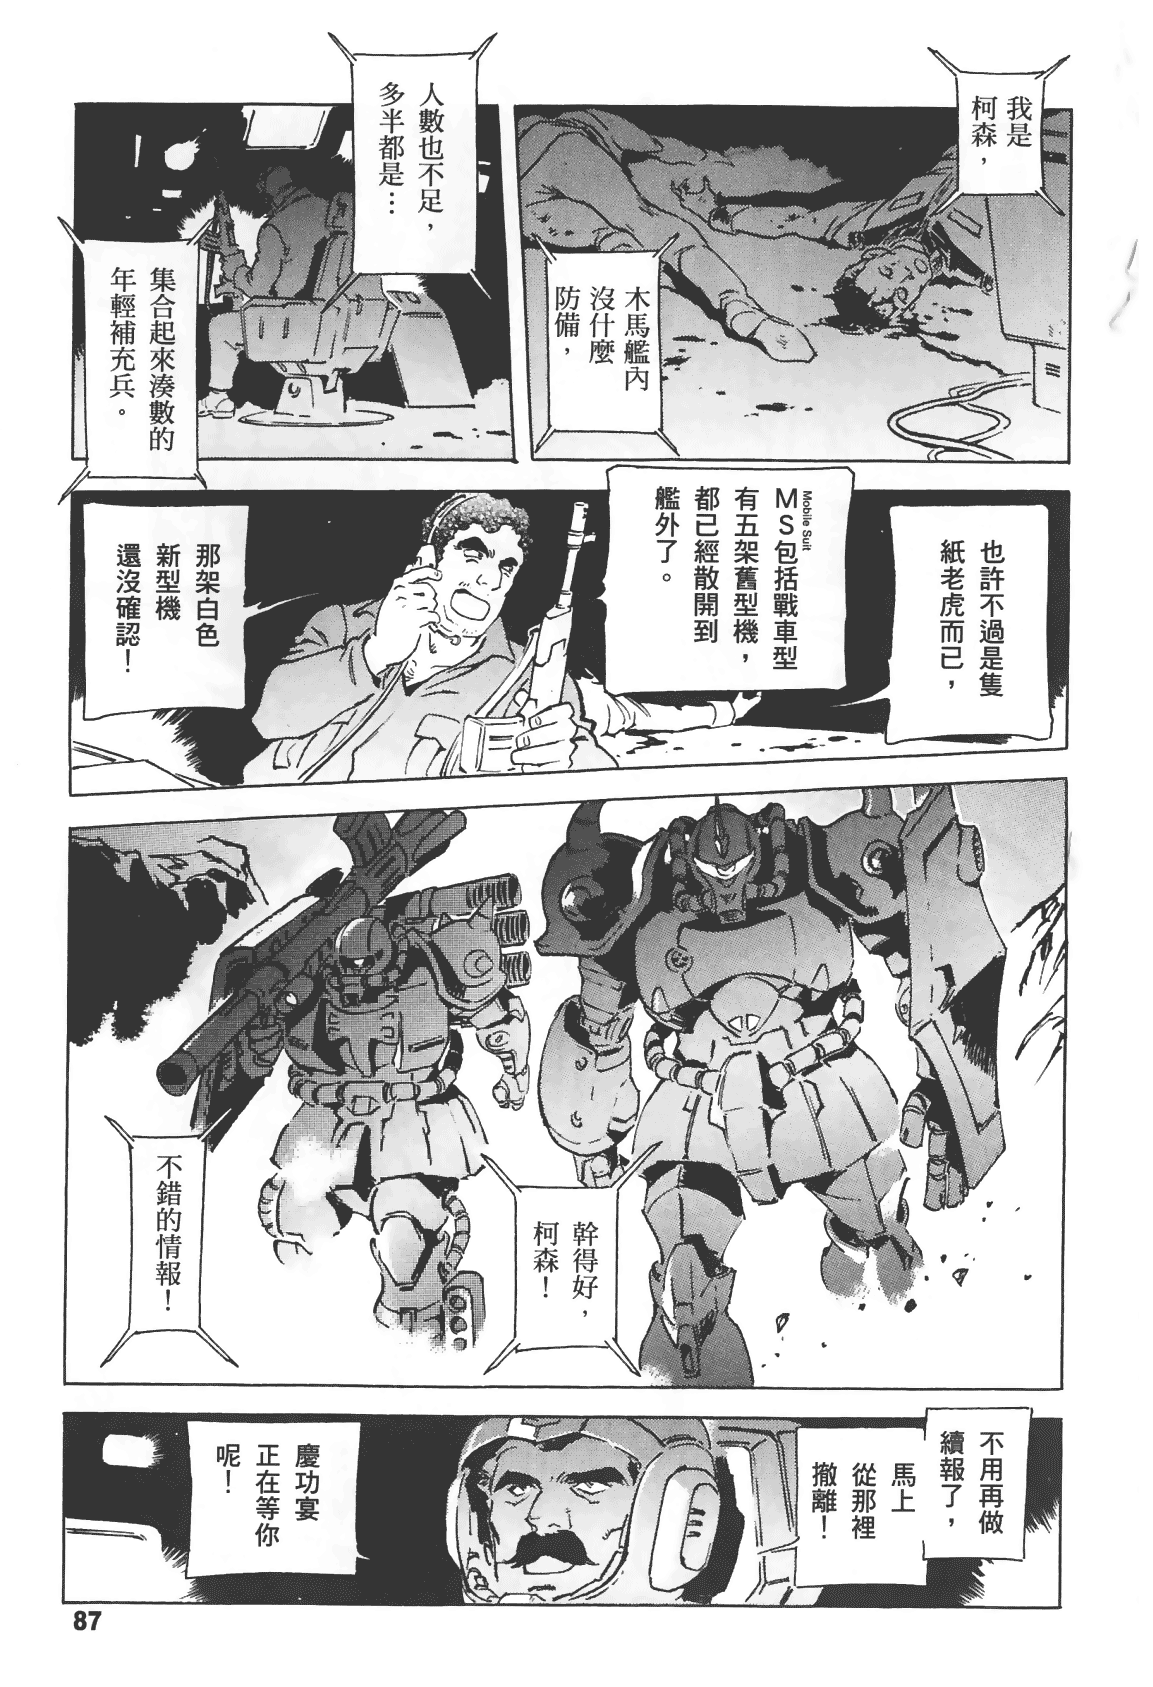 我是
柯森，
木馬艦內
沒什麼
防備，
人數也不足，
多半都是…
集合起來湊數的
年輕補充兵。
也許不過是隻
紙老虎而已，
Mobile Suit
MS包括戰車型
有五架舊型機，
都已經散開到
艦外了。
那架白色
新型機
還沒確認！
幹得好，
柯森！
不錯的情報！
不用再做
續報了，
馬上
從那裡
撤離！
慶功宴
正在等你
呢！
87